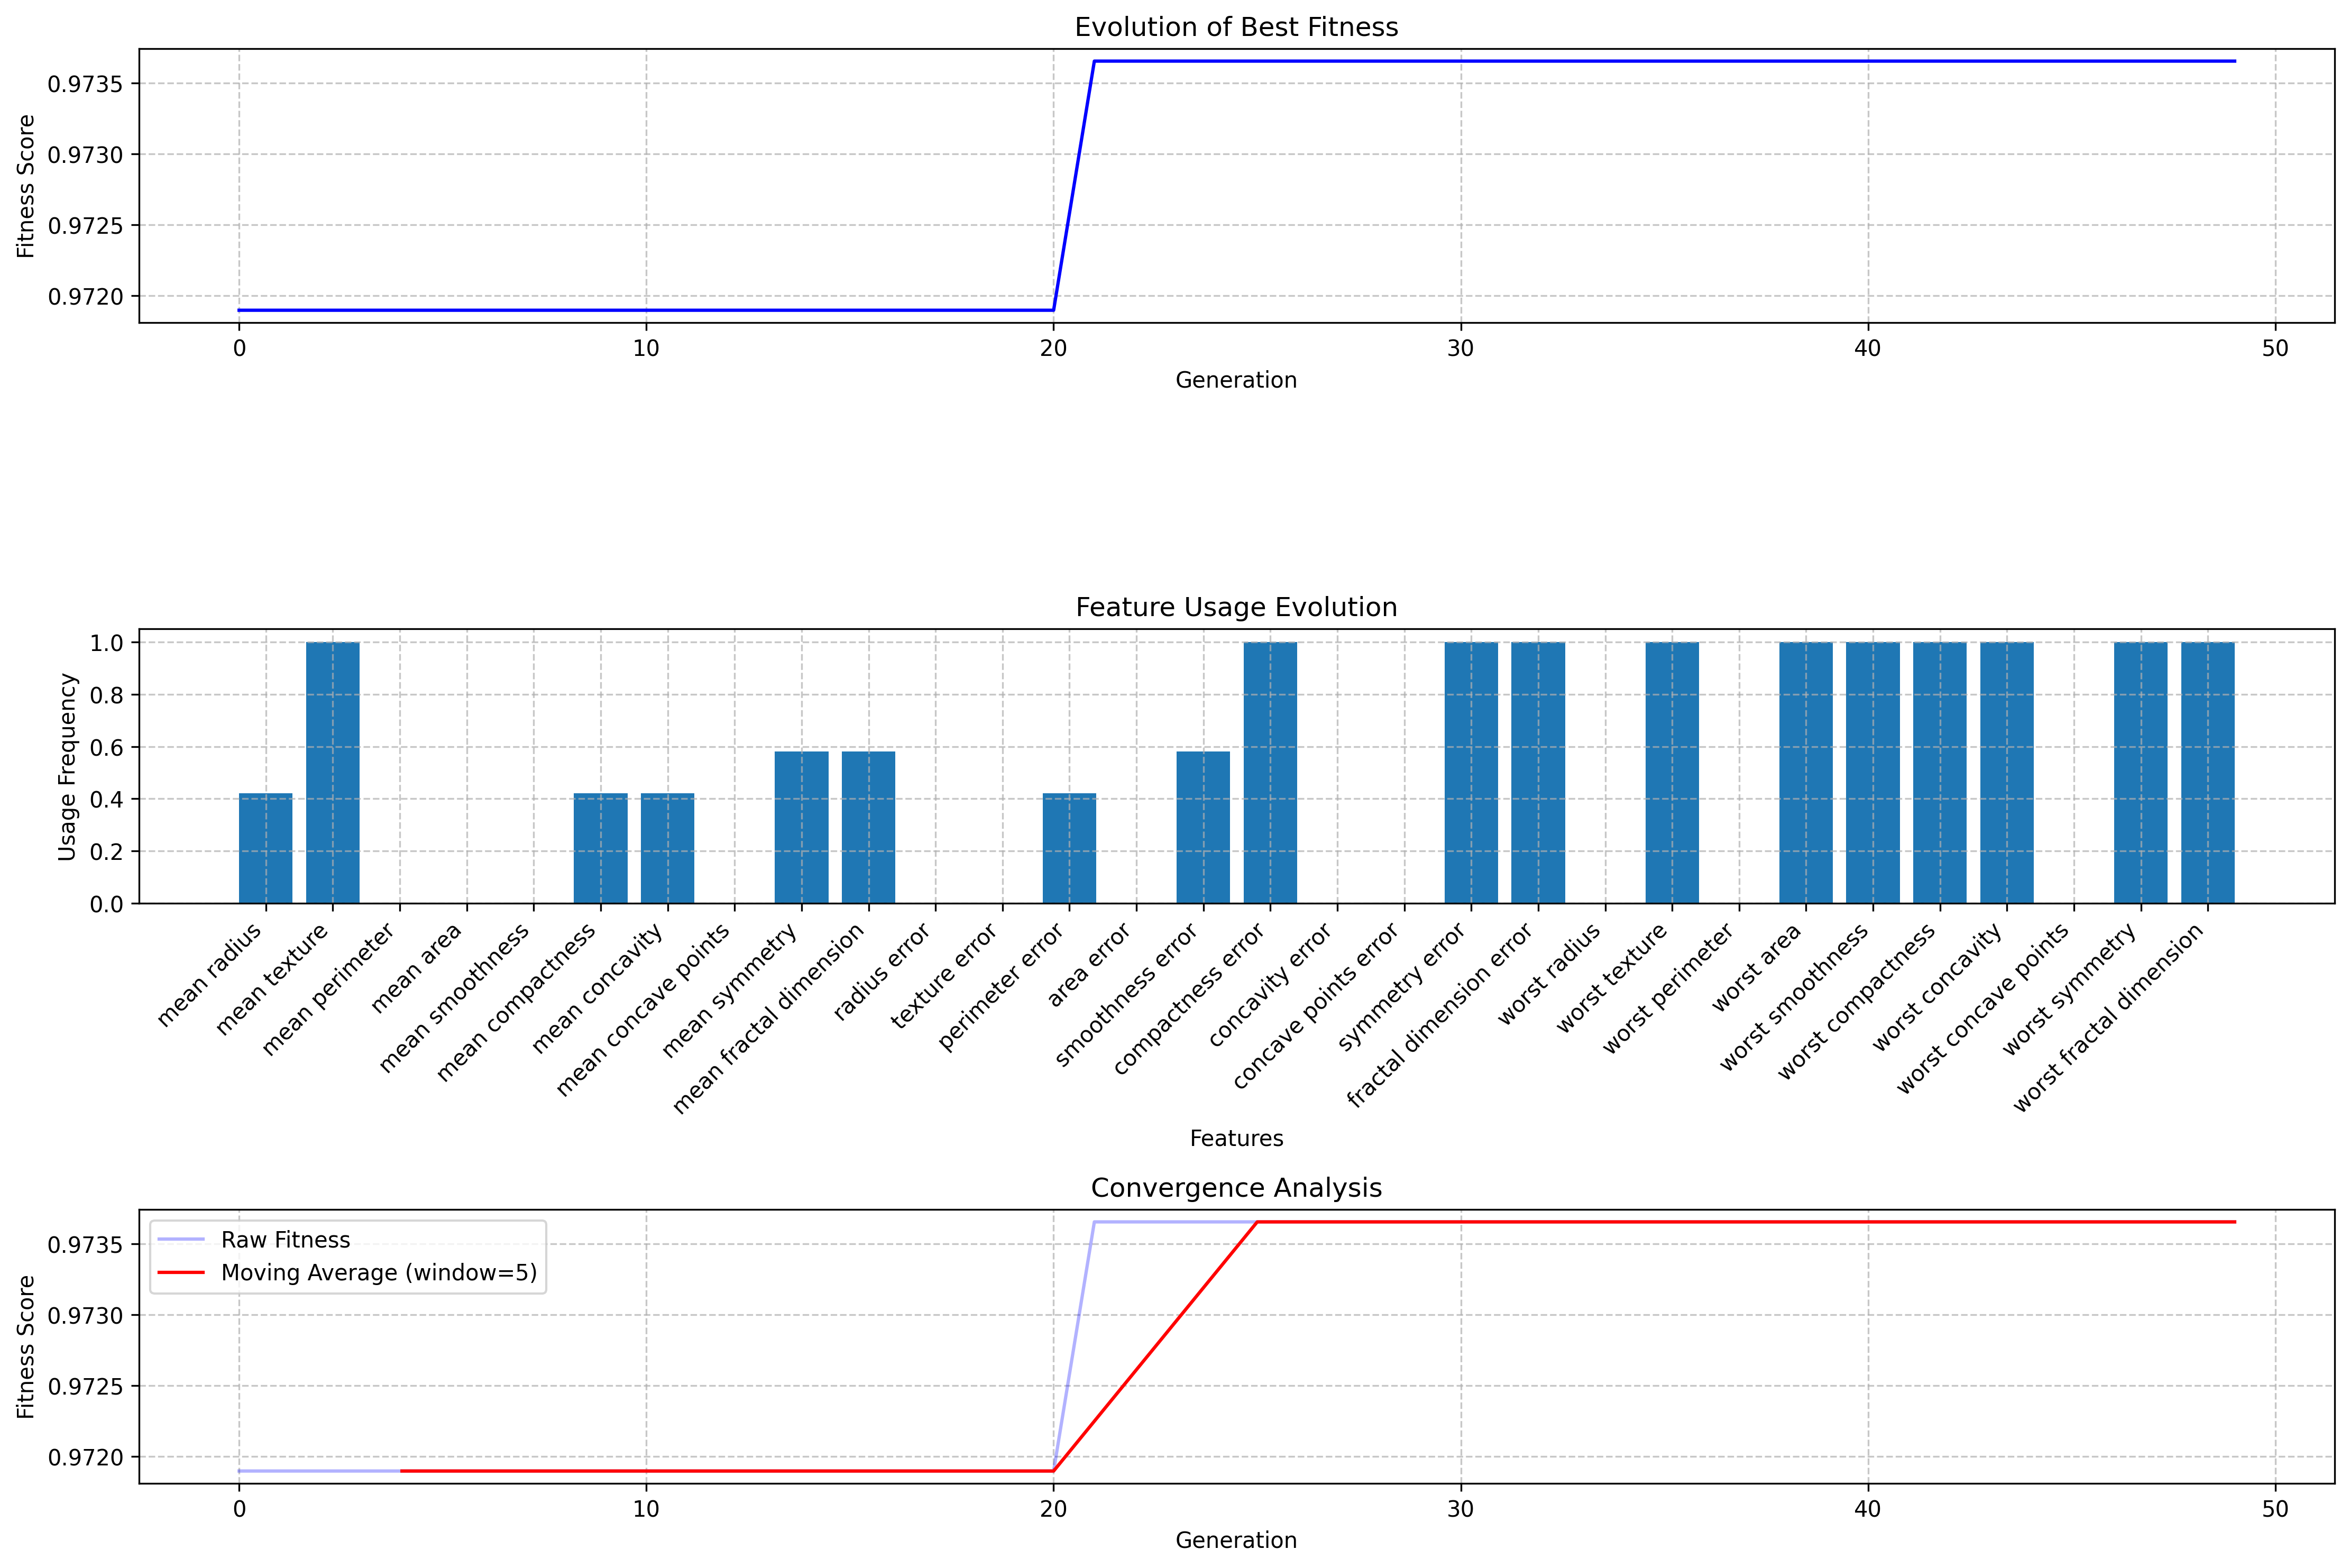 Evolution of Best Fitness
Fitness Score
0.9735
0.9730
0.9725
0.9720
0 10 20 30 40 50
Generation
Feature Usage Evolution
Usage Frequency
1.0
0.8
0.6
0.4
0.2
0.0
mean radius
mean texture
mean perimeter
mean area
mean smoothness
mean compactness
mean concavity
mean concave points
mean symmetry
mean fractal dimension
radius error
texture error
perimeter error
area error
smoothness error
compactness error
concavity error
concave points error
symmetry error
fractal dimension error
worst radius
worst texture
worst perimeter
worst area
worst smoothness
worst compactness
worst concavity
worst concave points
worst symmetry
worst fractal dimension
Features
Convergence Analysis
Fitness Score
0.9735
0.9730
0.9725
0.9720
Raw Fitness
Moving Average (window=5)
0 10 20 30 40 50
Generation